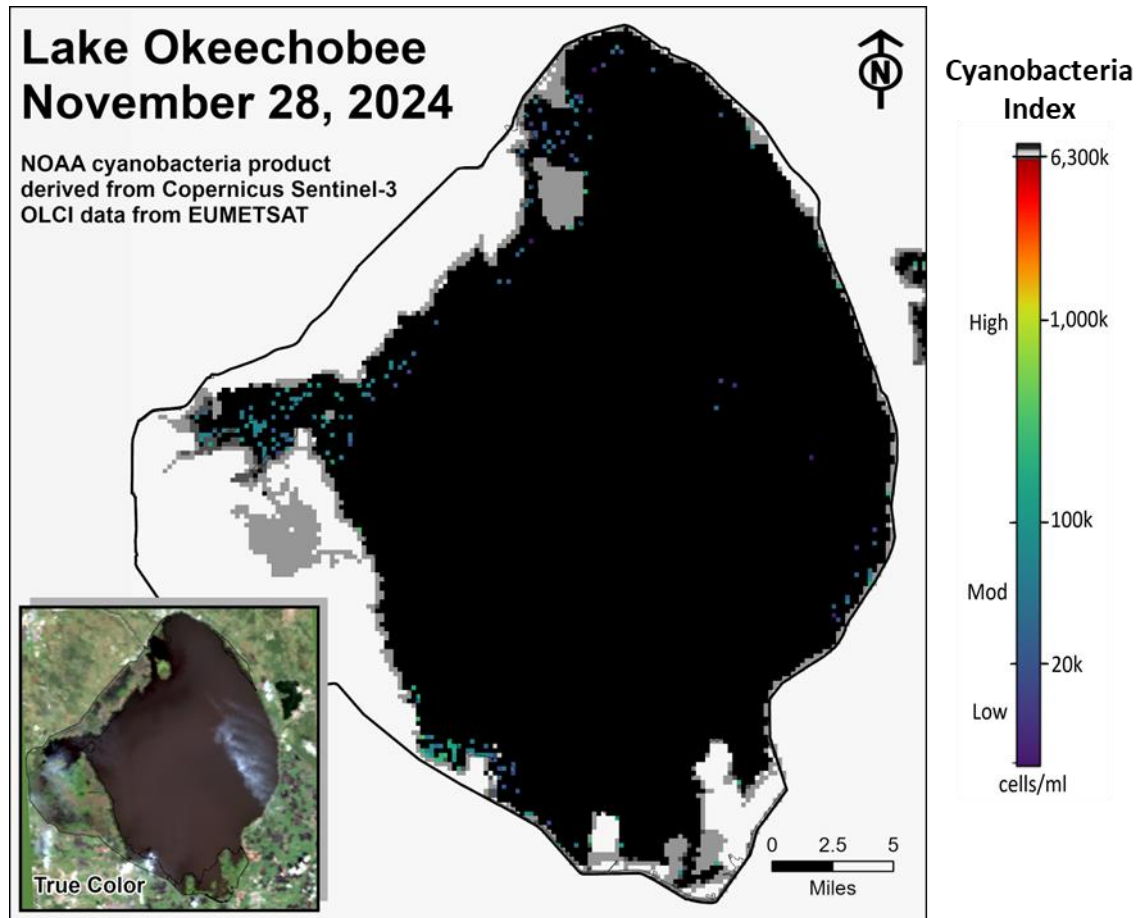 Lake Okeechobee
November 28, 2024
NOAA cyanobacteria product
derived from Copernicus Sentinel-3
OLCI data from EUMETSAT
N
True Color
0 2.5 5
Miles
Cyanobacteria
Index
6,300k
High 1,000k
100k
Mod
20k
Low
cells/ml